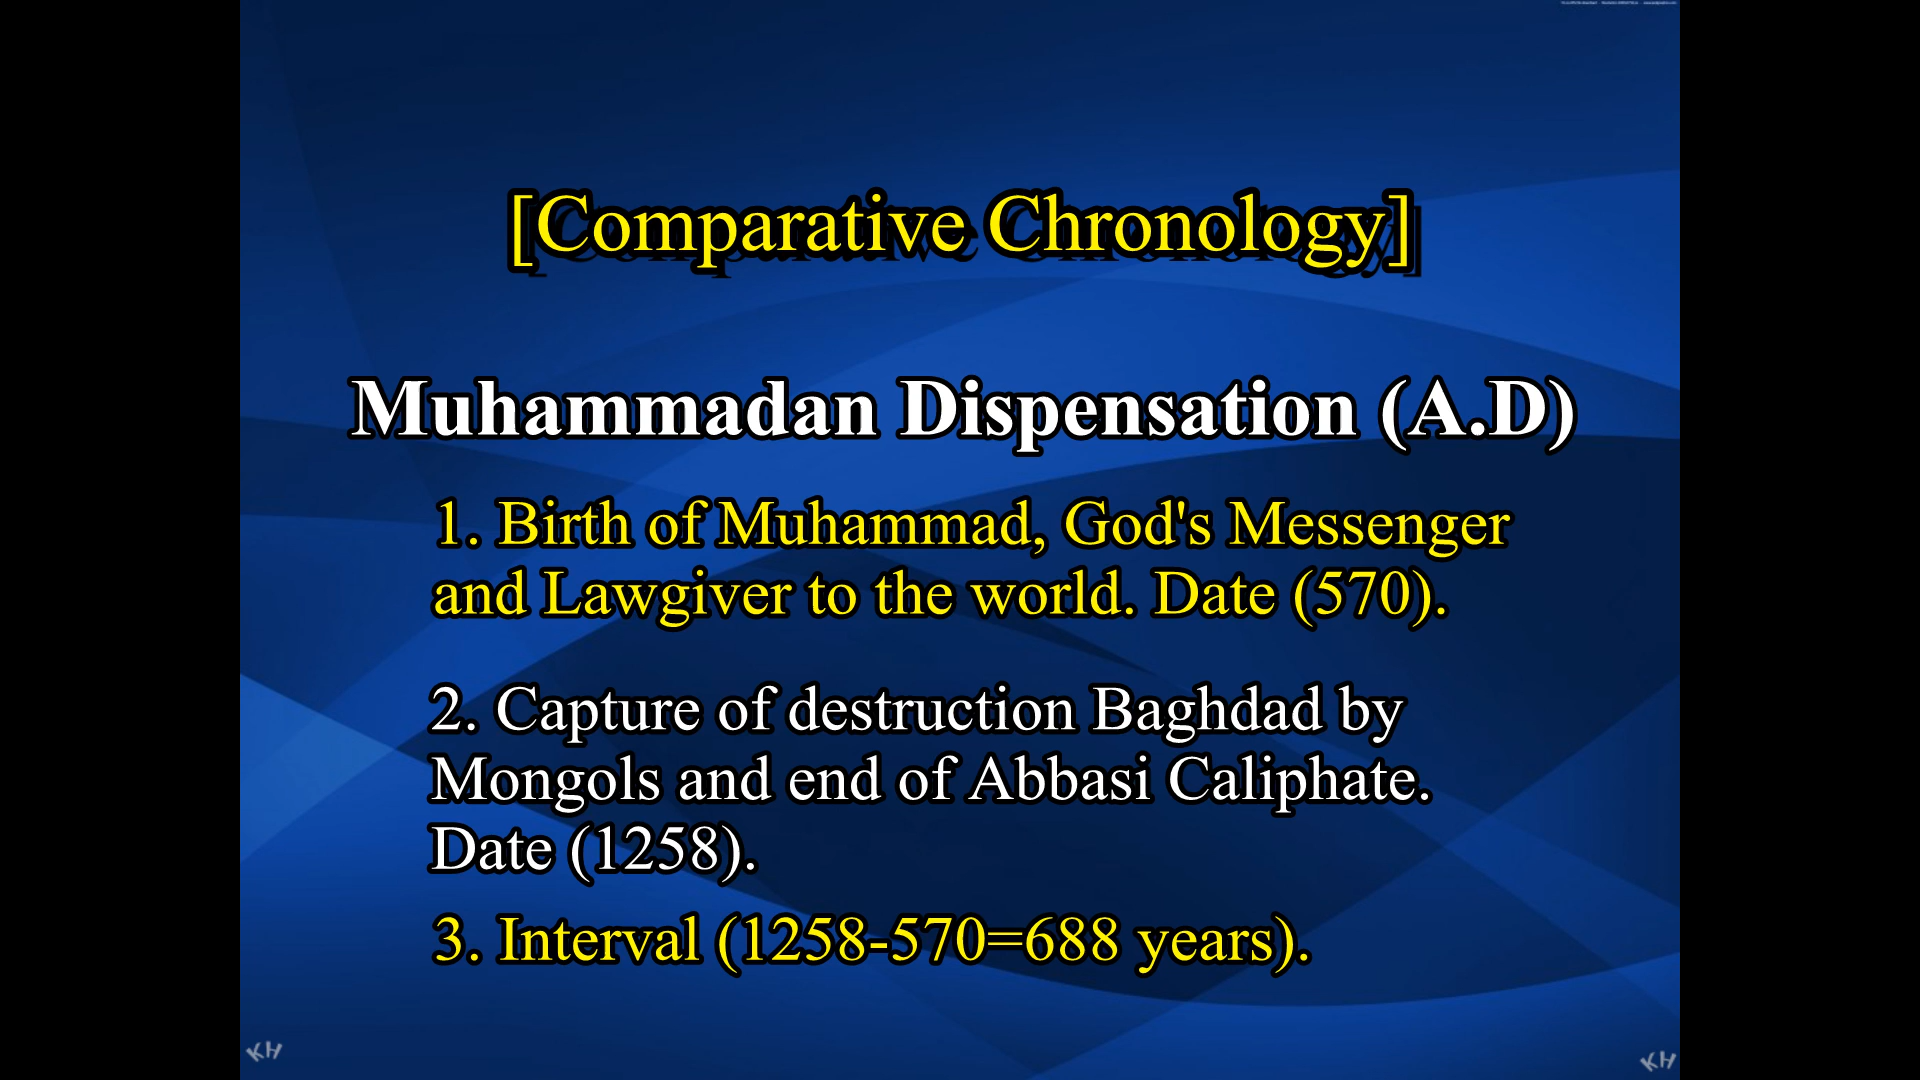 [Comparative Chronology]
Muhammadan Dispensation (A.D)
1. Birth of Muhammad, God's Messenger
and Lawgiver to the world. Date (570).
2. Capture of destruction Baghdad by
Mongols and end of Abbasi Caliphate.
Date (1258).
3. Interval (1258-570=688 years).
KH
KH